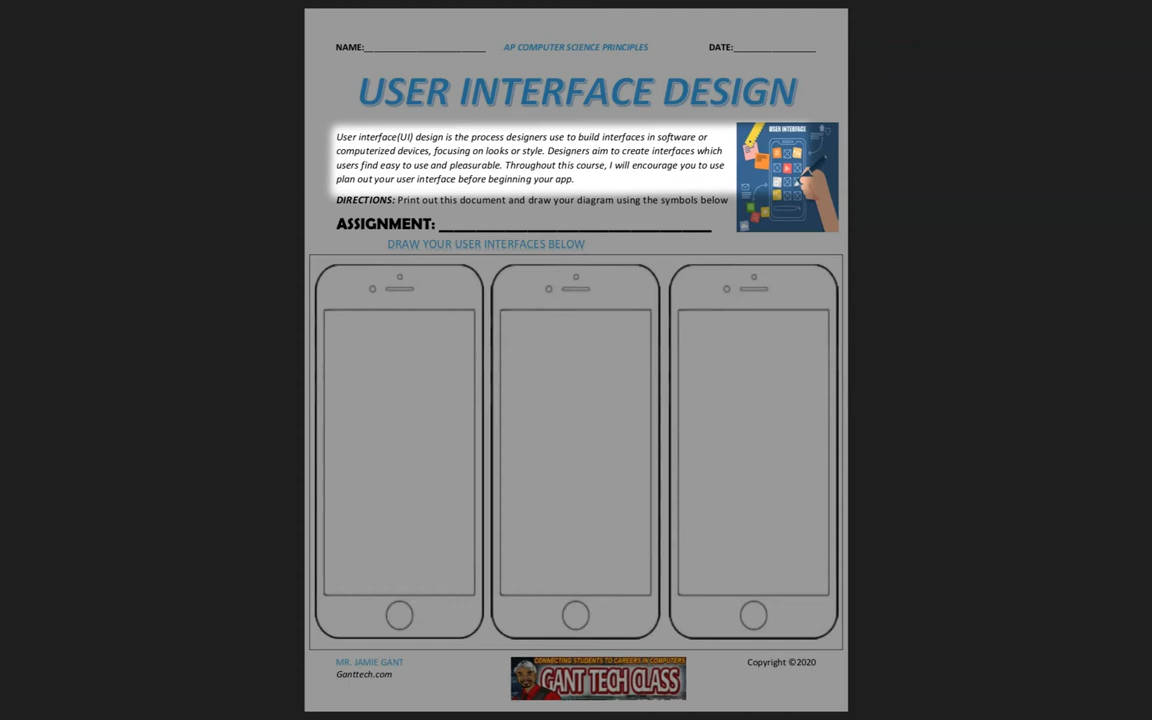 NAME:________________________ AP COMPUTER SCIENCE PRINCIPLES DATE:________________
USER INTERFACE DESIGN
User interface(UI) design is the process designers use to build interfaces in software or
computerized devices, focusing on looks or style. Designers aim to create interfaces which
users find easy to use and pleasurable. Throughout this course, I will encourage you to use
plan out your user interface before beginning your app.
USER INTERFACE
DIRECTIONS: Print out this document and draw your diagram using the symbols below
ASSIGNMENT: ______________________________
DRAW YOUR USER INTERFACES BELOW
MR. JAMIE GANT
Ganttech.com
CONNECTING STUDENTS TO CAREERS IN COMPUTERS
GANT TECH CLASS
Copyright ©2020